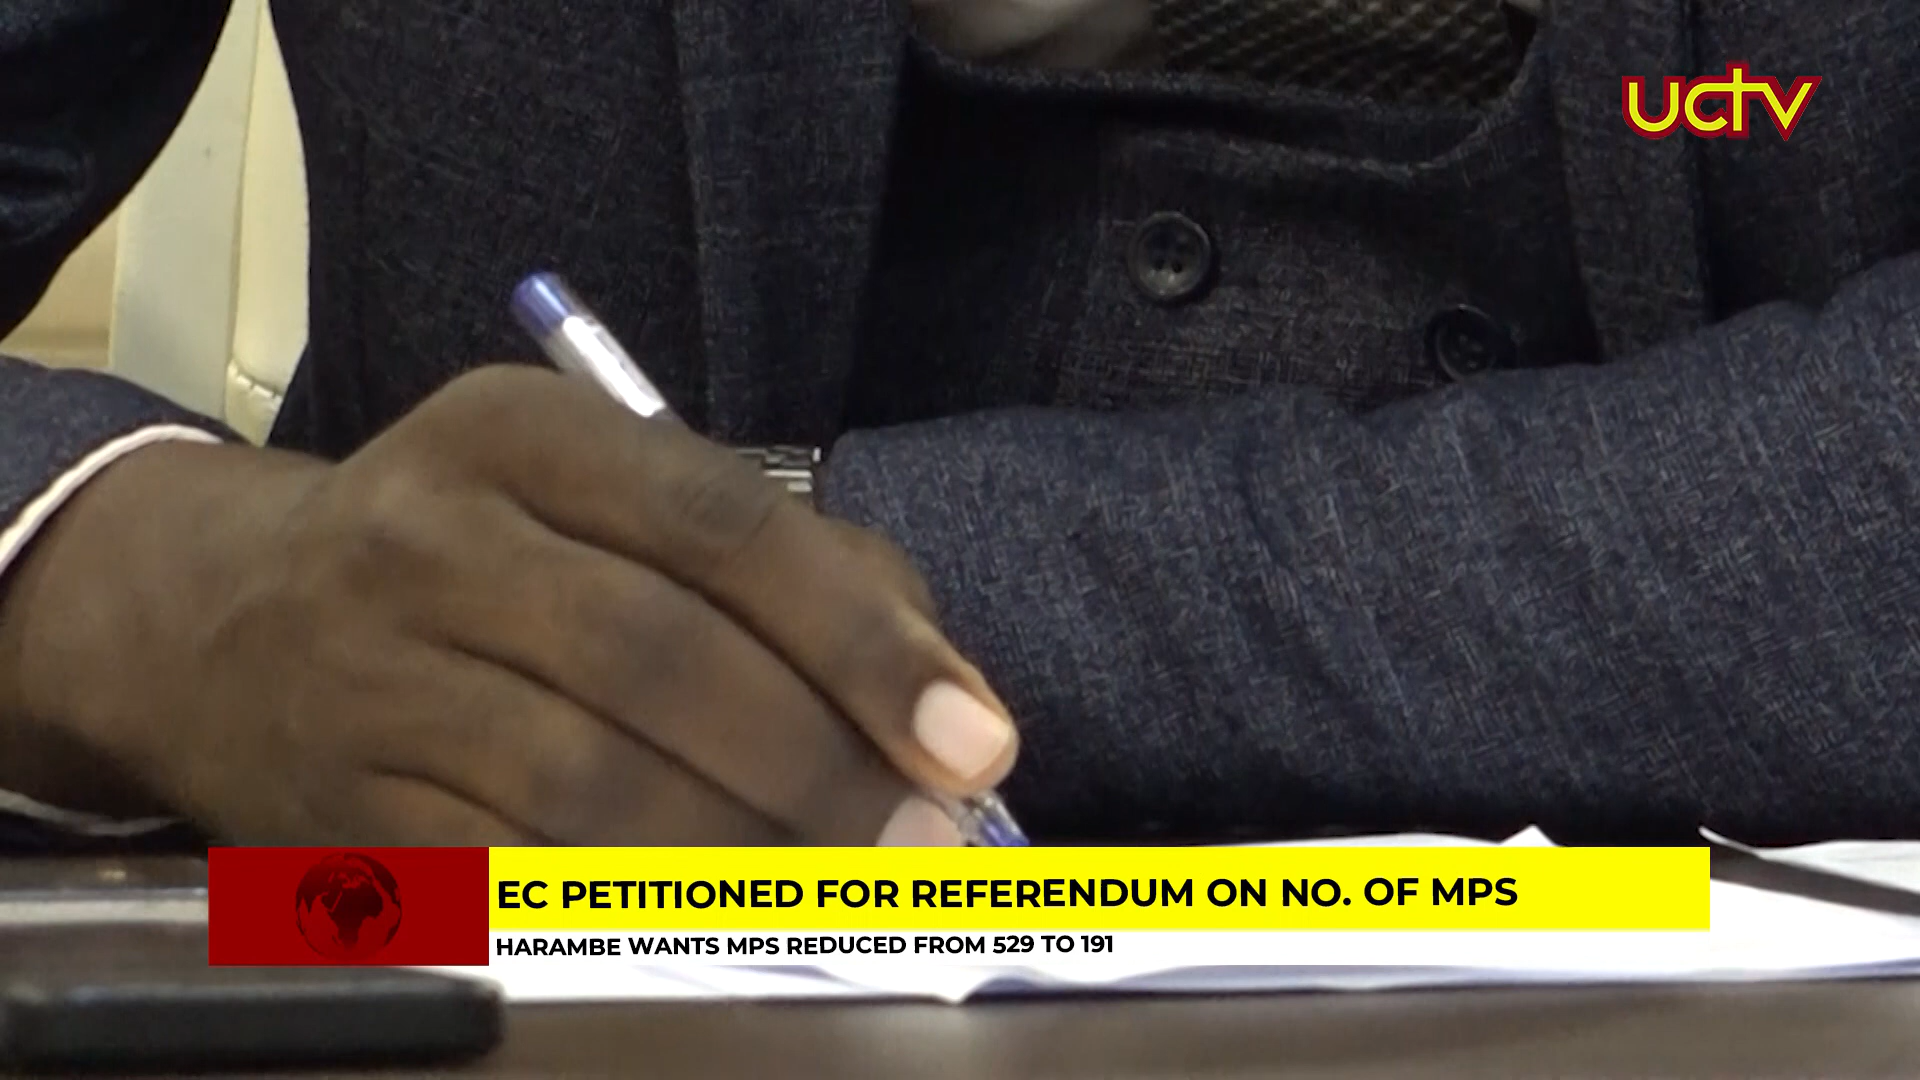 uctv
EC PETITIONED FOR REFERENDUM ON NO. OF MPS
HARAMBE WANTS MPS REDUCED FROM 529 TO 191